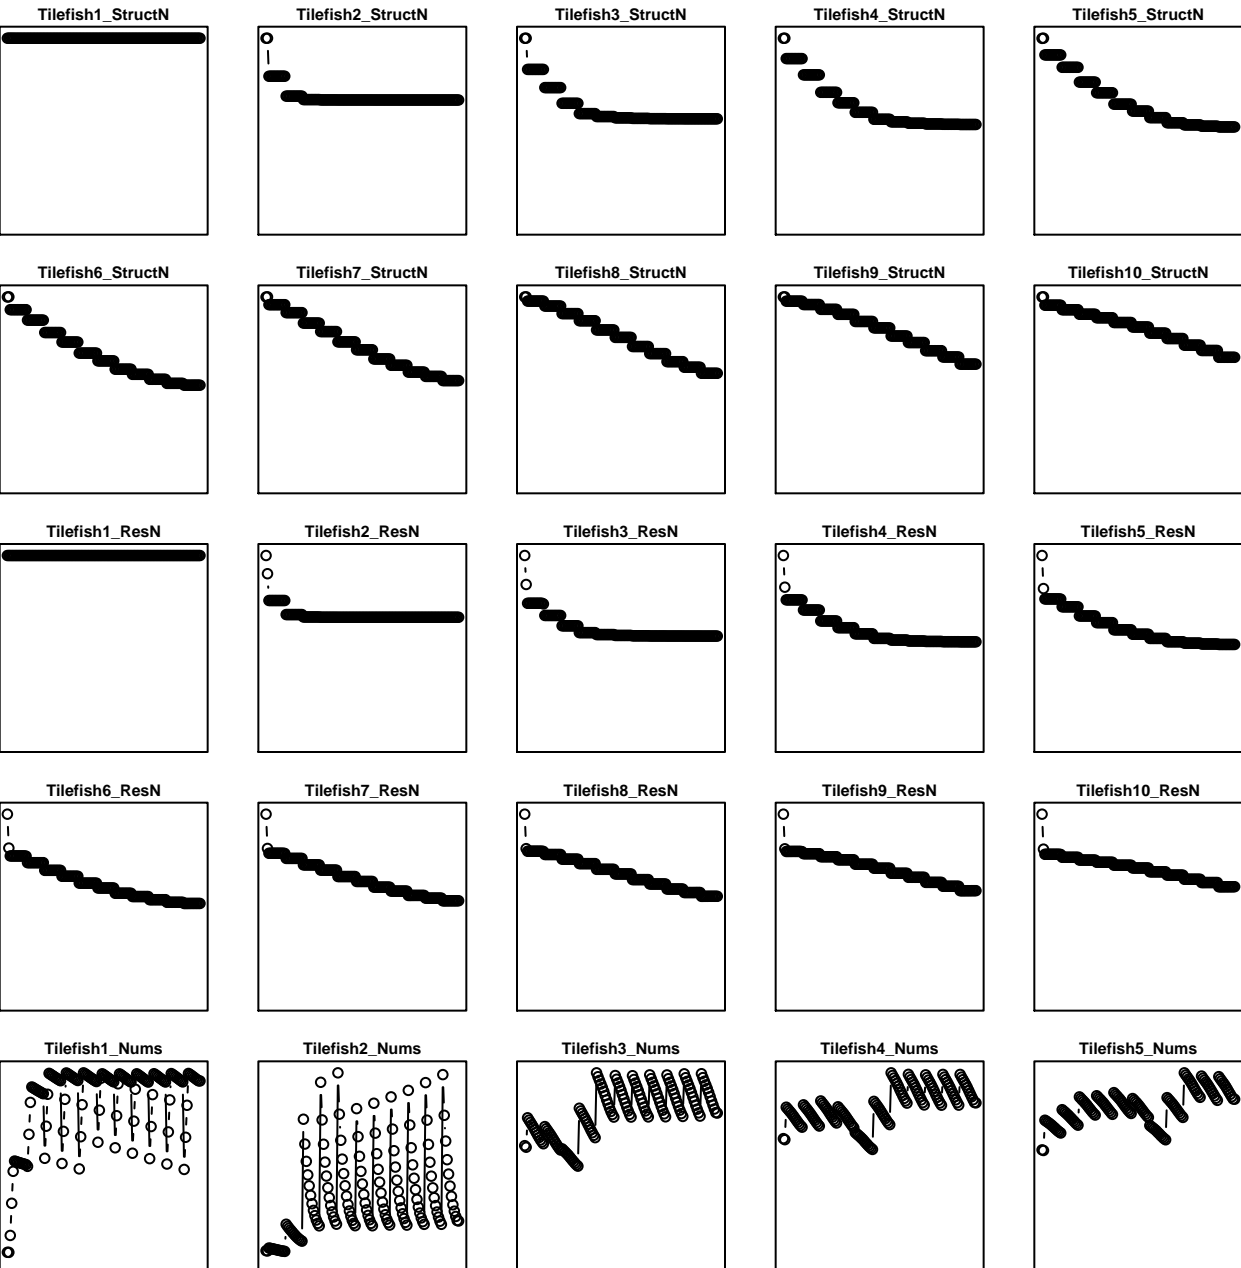 Tilefish1_StructN Tilefish2_StructN Tilefish3_StructN Tilefish4_StructN Tilefish5_StructN
Tilefish6_StructN Tilefish7_StructN Tilefish8_StructN Tilefish9_StructN Tilefish10_StructN
Tilefish1_ResN Tilefish2_ResN Tilefish3_ResN Tilefish4_ResN Tilefish5_ResN
Tilefish6_ResN Tilefish7_ResN Tilefish8_ResN Tilefish9_ResN Tilefish10_ResN
Tilefish1_Nums Tilefish2_Nums Tilefish3_Nums Tilefish4_Nums Tilefish5_Nums